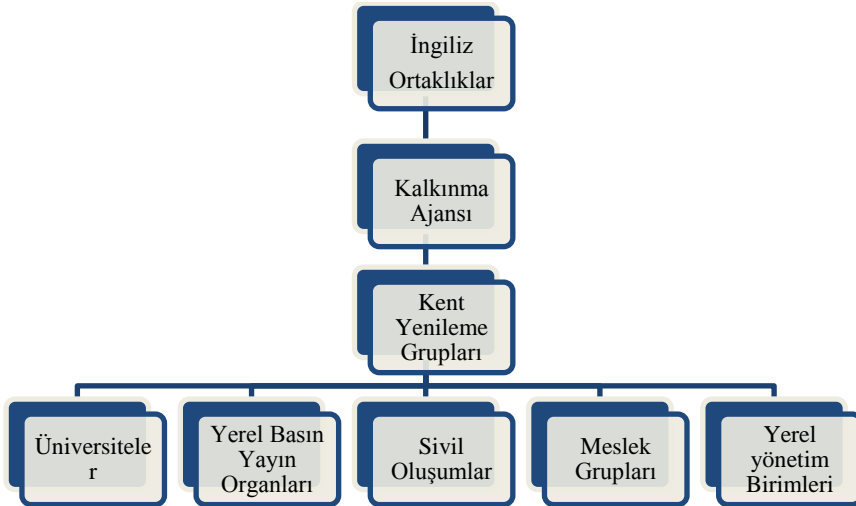 İngiliz
Ortaklıklar
Kalkınma
Ajansı
Kent
Yenileme
Grupları
Üniversitele
r
Yerel Basın
Yayın
Organları
Sivil
Oluşumlar
Meslek
Grupları
Yerel
yönetim
Birimleri